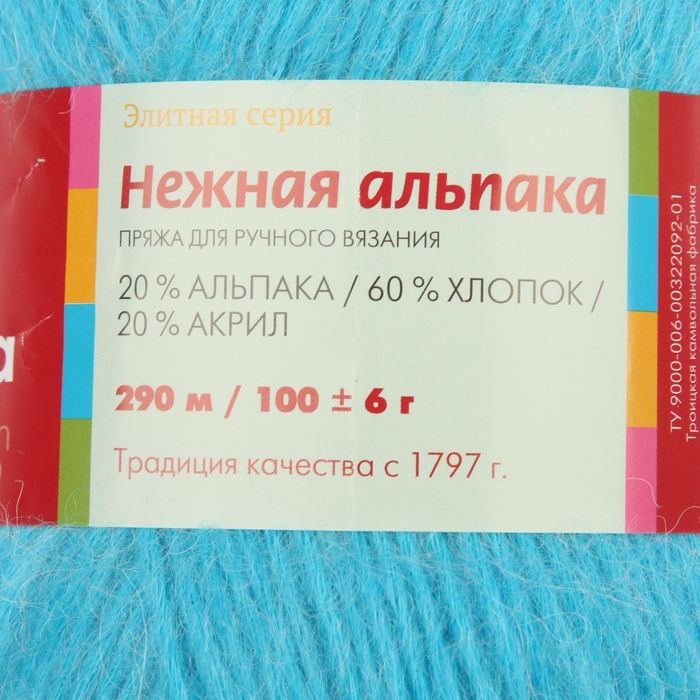 Элитная серия
Нежная альпака
ПРЯЖА ДЛЯ РУЧНОГО ВЯЗАНИЯ
20 % АЛЬПАКА / 60 % ХЛОПОК /
20 % АКРИЛ
290 м / 100 ± 6 г
Традиция качества с 1797 г.
ТУ 9000-006-00322092-01
Троицкая камвольная фабрика
а